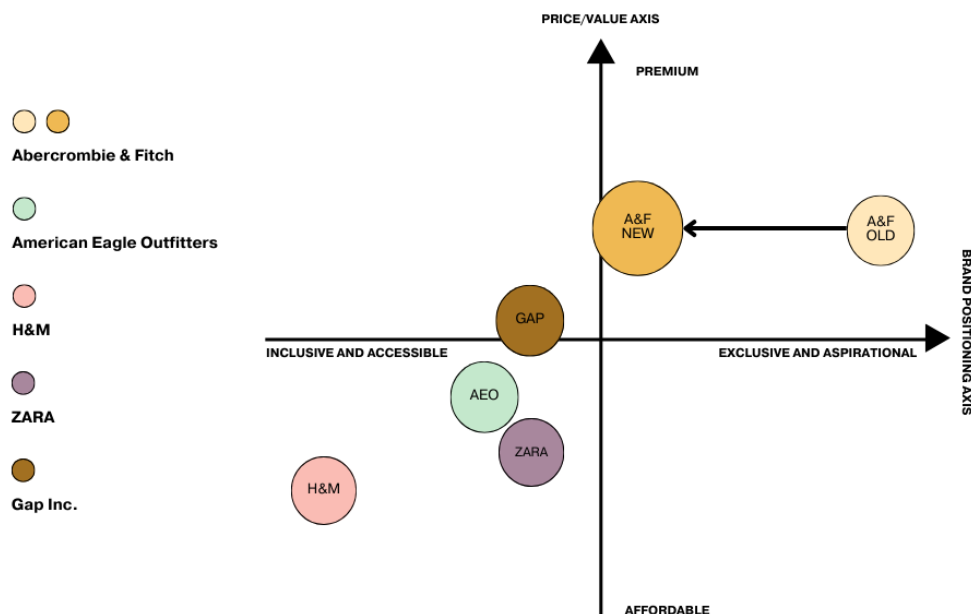 PRICE/VALUE AXIS
PREMIUM
Abercrombie & Fitch
American Eagle Outfitters
H&M
ZARA
Gap Inc.
A&F
NEW
A&F
OLD
GAP
INCLUSIVE AND ACCESSIBLE
EXCLUSIVE AND ASPIRATIONAL
BRAND POSITIONING AXIS
AEO
ZARA
H&M
AFFORDABLE